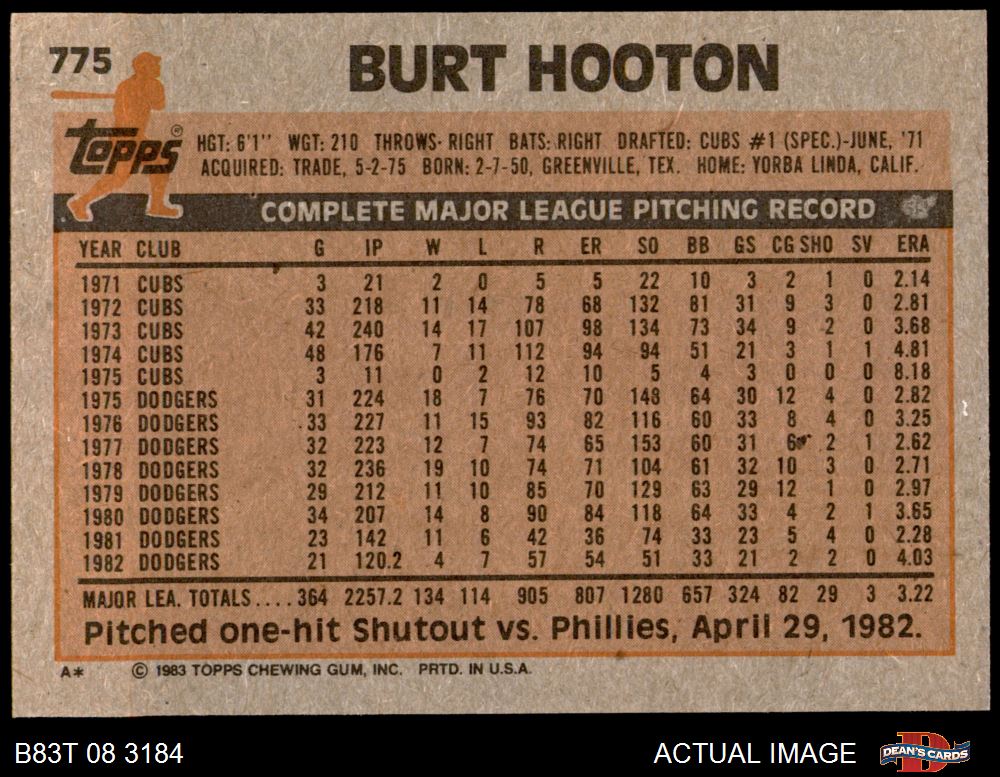 775
BURT HOOTON
Topps®
HGT: 6'1" WGT: 210 THROWS: RIGHT BATS: RIGHT DRAFTED: CUBS #1 (SPEC.)-JUNE, '71
ACQUIRED: TRADE, 5-2-75 BORN: 2-7-50, GREENVILLE, TEX. HOME: YORBA LINDA, CALIF.
COMPLETE MAJOR LEAGUE PITCHING RECORD
YEAR CLUB G IP W L R ER SO BB GS CG SHO SV ERA
1971 CUBS 3 21 2 0 5 5 22 10 3 2 1 0 2.14
1972 CUBS 33 218 11 14 78 68 132 81 31 9 3 0 2.81
1973 CUBS 42 240 14 17 107 98 134 73 34 9 2 0 3.68
1974 CUBS 48 176 7 11 112 94 94 51 21 3 1 1 4.81
1975 CUBS 3 11 0 2 12 10 5 4 3 0 0 0 8.18
1975 DODGERS 31 224 18 7 76 70 148 64 30 12 4 0 2.82
1976 DODGERS 33 227 11 15 93 82 116 60 33 8 4 0 3.25
1977 DODGERS 32 223 12 7 74 65 153 60 31 6 2 1 2.62
1978 DODGERS 32 236 19 10 74 71 104 61 32 10 3 0 2.71
1979 DODGERS 29 212 11 10 85 70 129 63 29 12 1 0 2.97
1980 DODGERS 34 207 14 8 90 84 118 64 33 4 2 1 3.65
1981 DODGERS 23 142 11 6 42 36 74 33 23 5 4 0 2.28
1982 DODGERS 21 120.2 4 7 57 54 51 33 21 2 2 0 4.03
MAJOR LEA. TOTALS.... 364 2257.2 134 114 905 807 1280 657 324 82 29 3 3.22
Pitched one-hit Shutout vs. Phillies, April 29, 1982.
A* © 1983 TOPPS CHEWING GUM, INC. PRTD. IN U.S.A.
B83T 08 3184 ACTUAL IMAGE DEAN'S CARDS